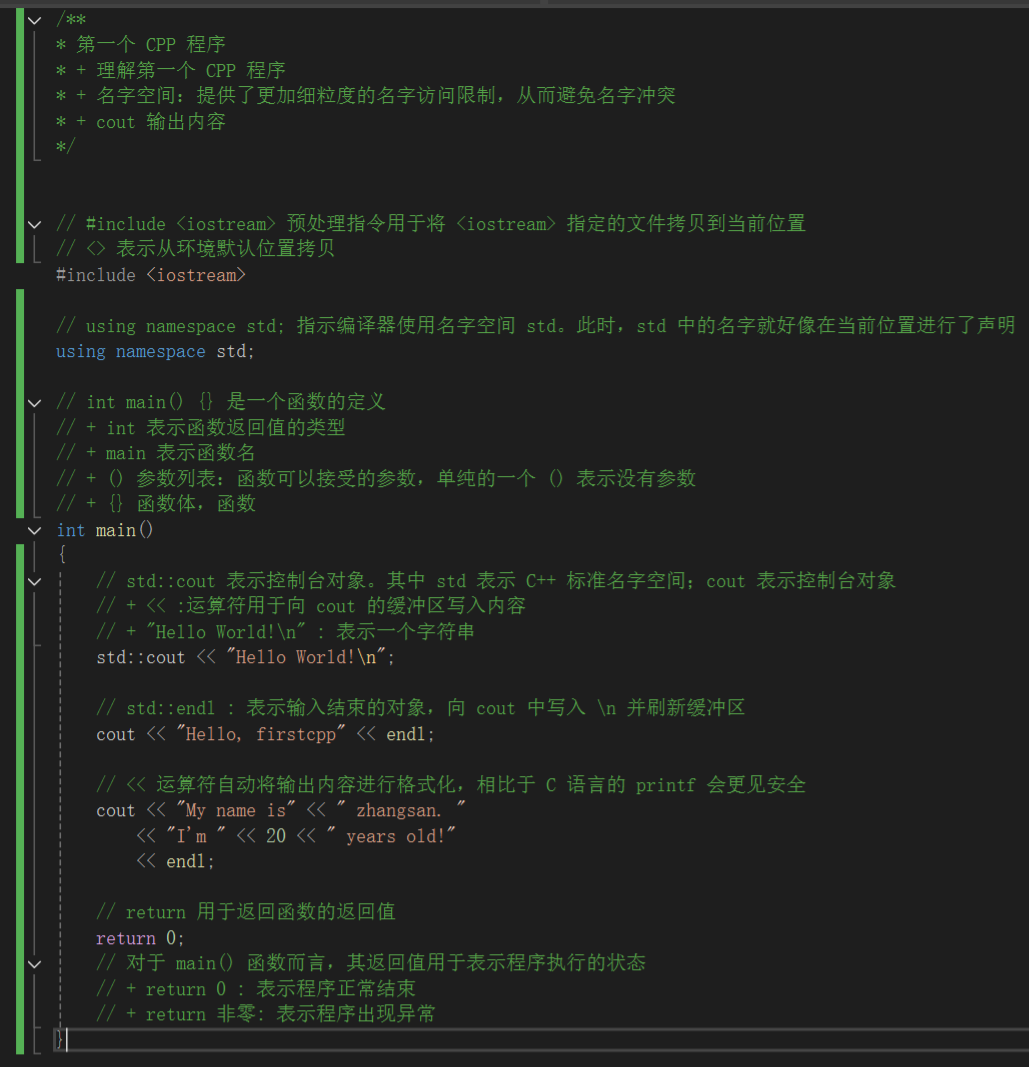 /**
* 第一个 CPP 程序
* + 理解第一个 CPP 程序
* + 名字空间：提供了更加细粒度的名字访问限制，从而避免名字冲突
* + cout 输出内容
*/
// #include <iostream> 预处理指令用于将 <iostream> 指定的文件拷贝到当前位置
// <> 表示从环境默认位置拷贝
#include <iostream>
// using namespace std; 指示编译器使用名字空间 std。此时，std 中的名字就好像在当前位置进行了声明
using namespace std;
// int main() {} 是一个函数的定义
// + int 表示函数返回值的类型
// + main 表示函数名
// + () 参数列表：函数可以接受的参数，单纯的一个 () 表示没有参数
// + {} 函数体，函数
int main()
{
// std::cout 表示控制台对象。其中 std 表示 C++ 标准名字空间；cout 表示控制台对象
// + << :运算符用于向 cout 的缓冲区写入内容
// + "Hello World!\n" : 表示一个字符串
std::cout << "Hello World!\n";
// std::endl : 表示输入结束的对象，向 cout 中写入 \n 并刷新缓冲区
cout << "Hello, firstcpp" << endl;
// << 运算符自动将输出内容进行格式化，相比于 C 语言的 printf 会更见安全
cout << "My name is" << " zhangsan. "
<< "I'm " << 20 << " years old!"
<< endl;
// return 用于返回函数的返回值
return 0;
// 对于 main() 函数而言，其返回值用于表示程序执行的状态
// + return 0 : 表示程序正常结束
// + return 非零: 表示程序出现异常
}